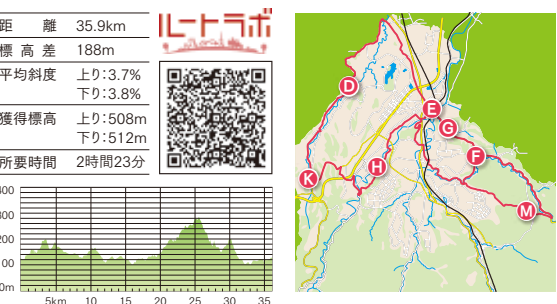 距 離 35.9km
標 高 差 188m
平均斜度 上り:3.7%
下り:3.8%
獲得標高 上り:508m
下り:512m
所要時間 2時間23分
ルートラボ
400
300
200
100
0m
5km 10 15 20 25 30 35
D
E
G
F
H
K
M